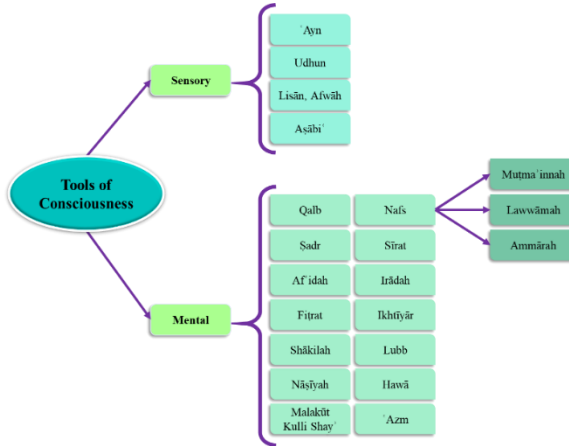 ʿAyn
Udhun
Lisān, Afwāh
Aṣābiʿ
Sensory
Tools of
Consciousness
Mental
Qalb
Nafs
Ṣadr
Sīrat
Afʾidah
Irādah
Fiṭrat
Ikhtīyār
Shākilah
Lubb
Nāṣīyah
Hawā
Malakūt
Kulli Shayʾ
ʿAzm
Muṭmaʾinnah
Lawwāmah
Ammārah